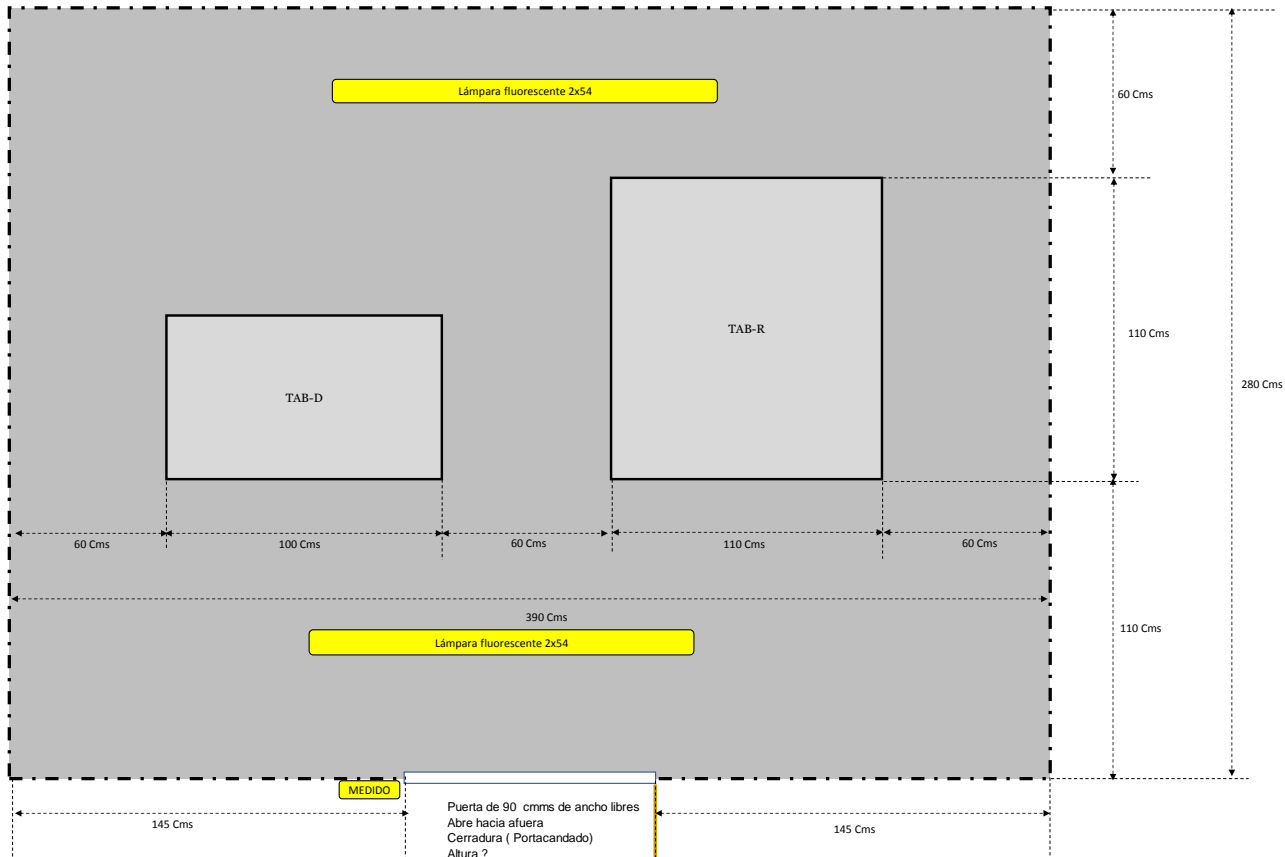 Lámpara fluorescente 2x54
60 Cms
TAB-R
110 Cms
280 Cms
TAB-D
60 Cms
100 Cms
60 Cms
110 Cms
60 Cms
390 Cms
110 Cms
Lámpara fluorescente 2x54
MEDIDO
145 Cms
Puerta de 90 cmms de ancho libres
Abre hacia afuera
Cerradura ( Portacandado)
Altura ?
145 Cms